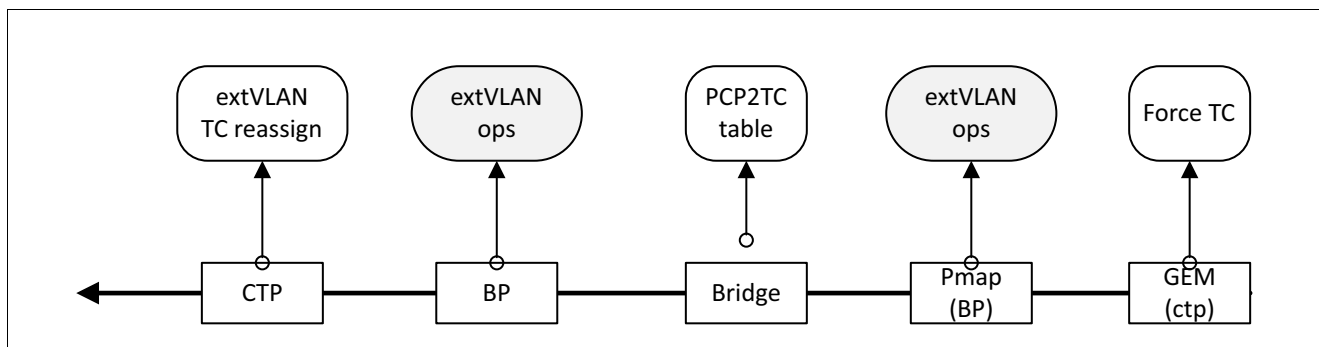 extVLAN
TC reassign
extVLAN
ops
PCP2TC
table
extVLAN
ops
Force TC
CTP
BP
Bridge
Pmap
(BP)
GEM
(ctp)